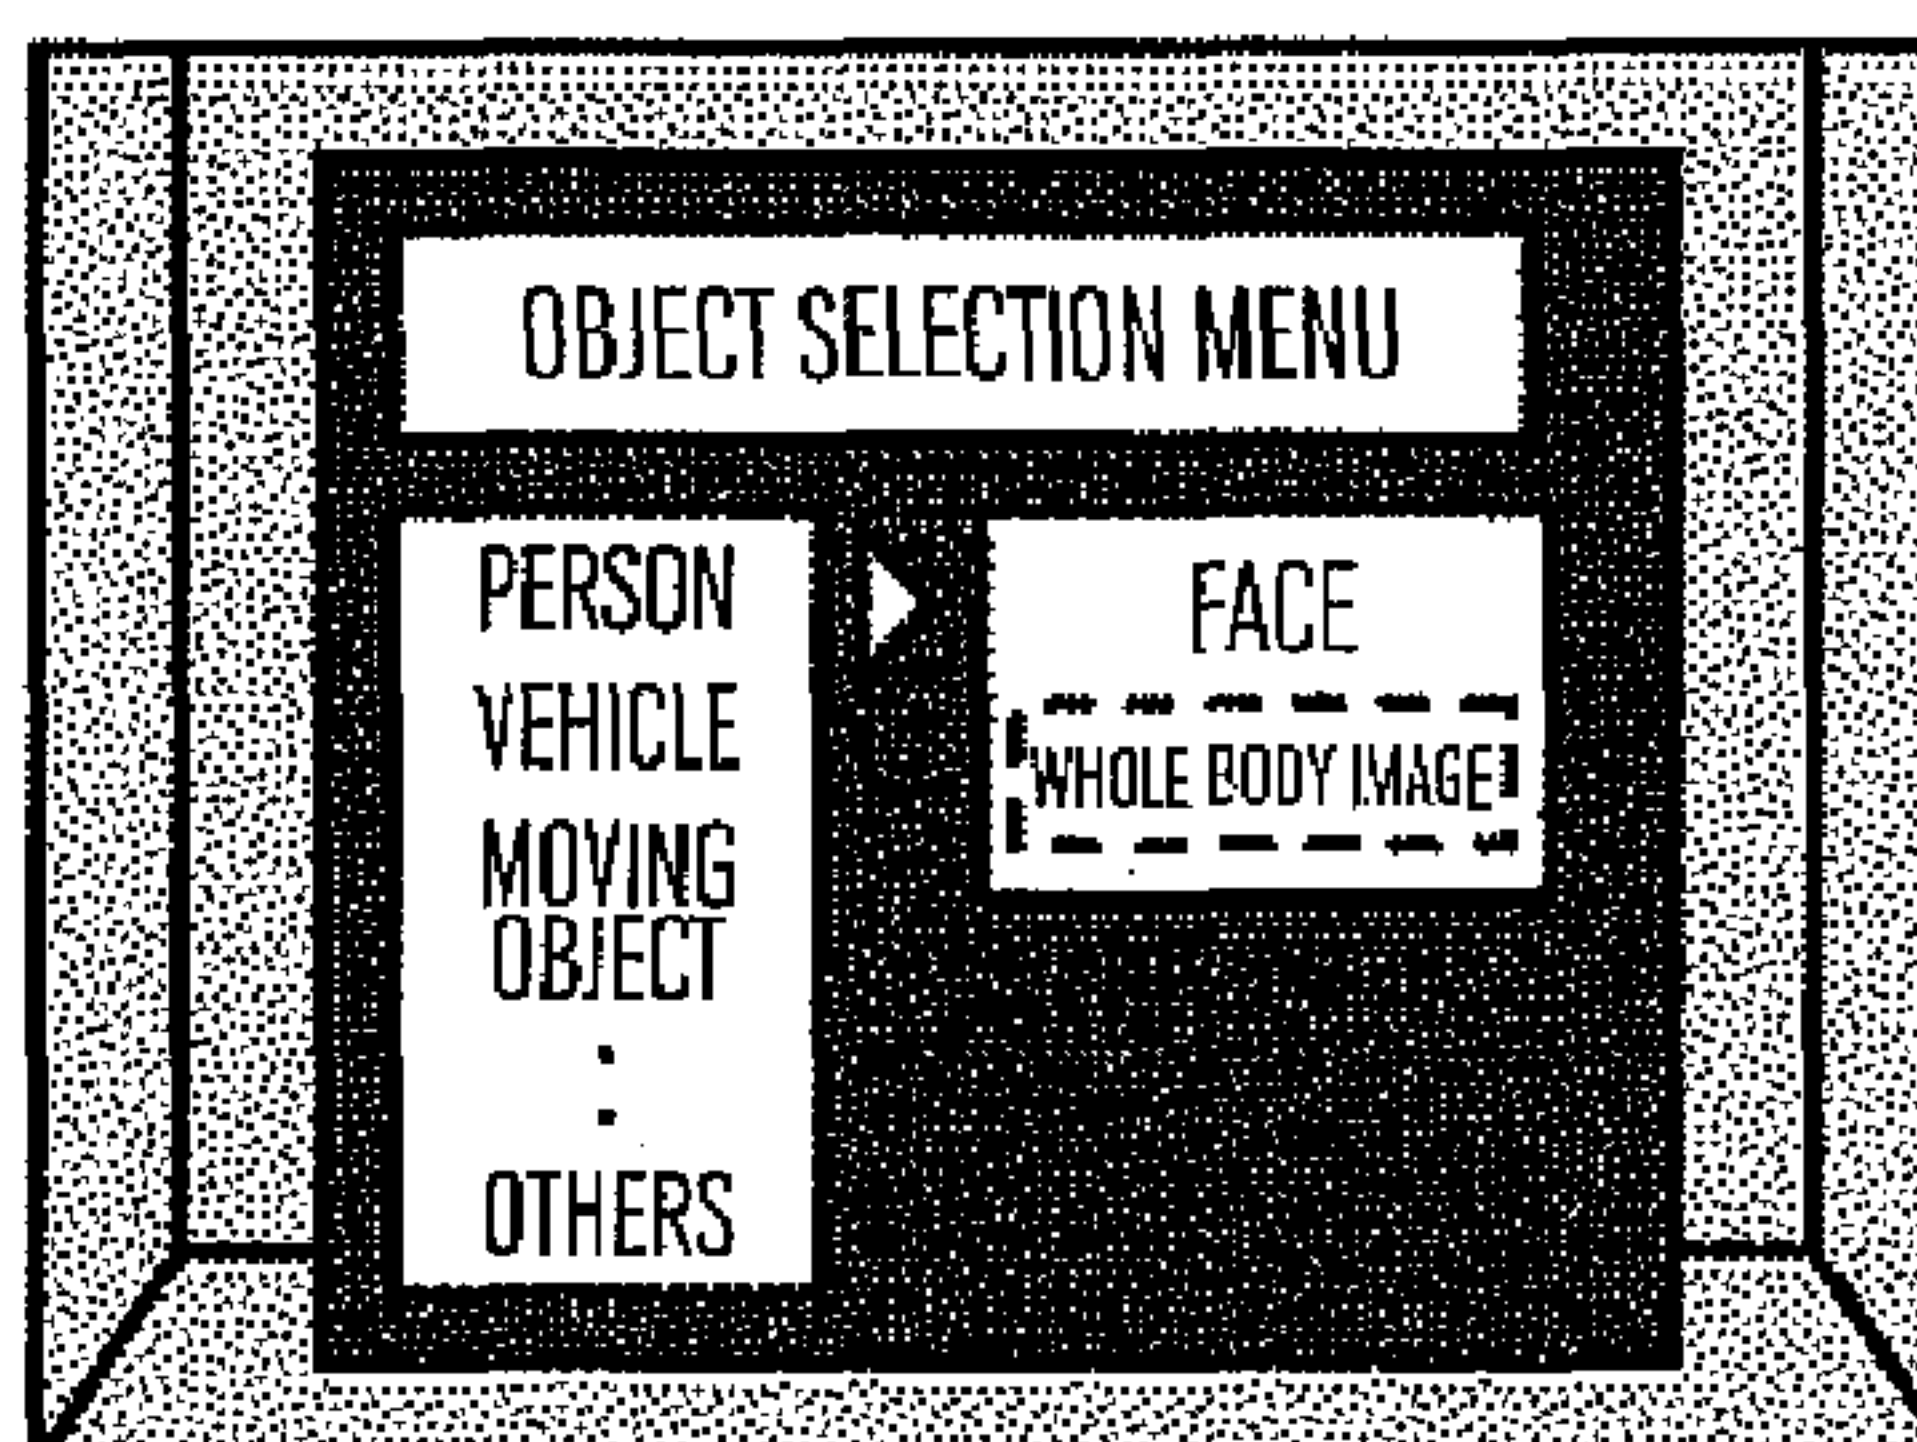 OBJECT SELECTION MENU
PERSON
VEHICLE
MOVING
OBJECT
OTHERS
FACE
WHOLE BODY IMAGE